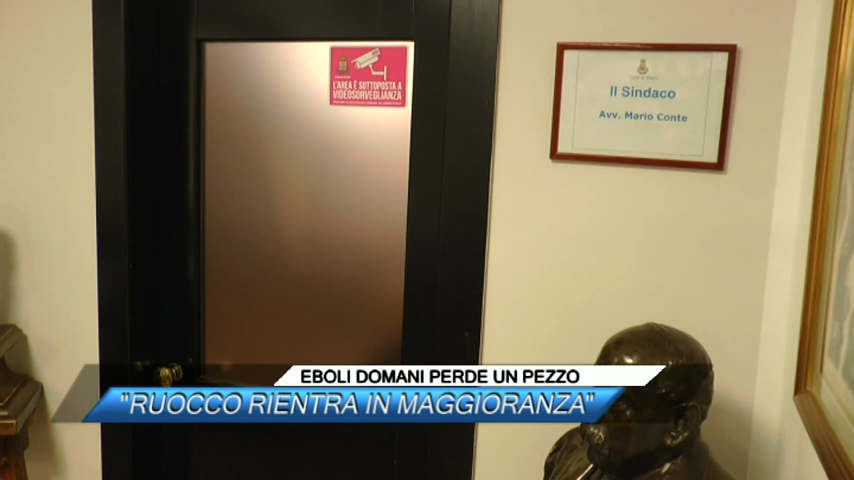 L'AREA È SOTTOPOSTA A
VIDEOSORVEGLIANZA
Il Sindaco
Avv. Mario Conte
EBOLI DOMANI PERDE UN PEZZO
"RUOCCO RIENTRA IN MAGGIORANZA"